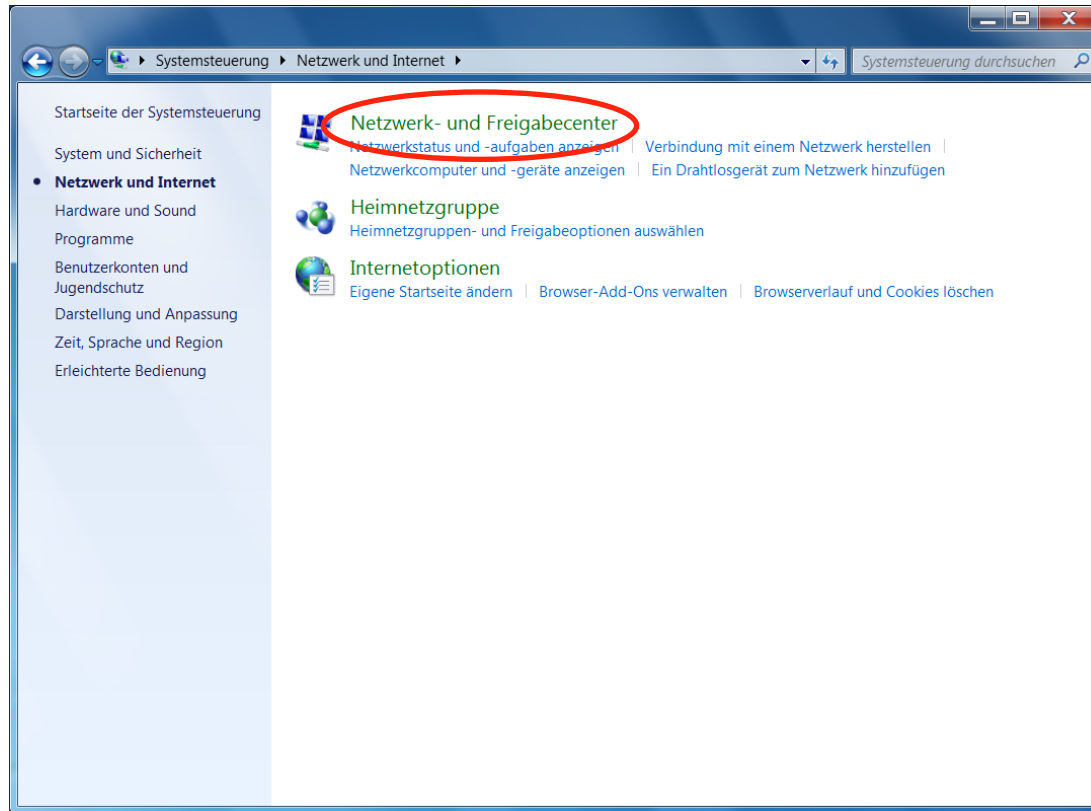 Systemsteuerung Netzwerk und Internet Systemsteuerung durchsuchen
Startseite der Systemsteuerung
System und Sicherheit
Netzwerk und Internet
Hardware und Sound
Programme
Benutzerkonten und
Jugendschutz
Darstellung und Anpassung
Zeit, Sprache und Region
Erleichterte Bedienung
Netzwerk- und Freigabecenter
Netzwerkstatus und -aufgaben anzeigen Verbindung mit einem Netzwerk herstellen
Netzwerkcomputer und -geräte anzeigen Ein Drahtlosgerät zum Netzwerk hinzufügen
Heimnetzgruppe
Heimnetzgruppen- und Freigabeoptionen auswählen
Internetoptionen
Eigene Startseite ändern Browser-Add-Ons verwalten Browserverlauf und Cookies löschen